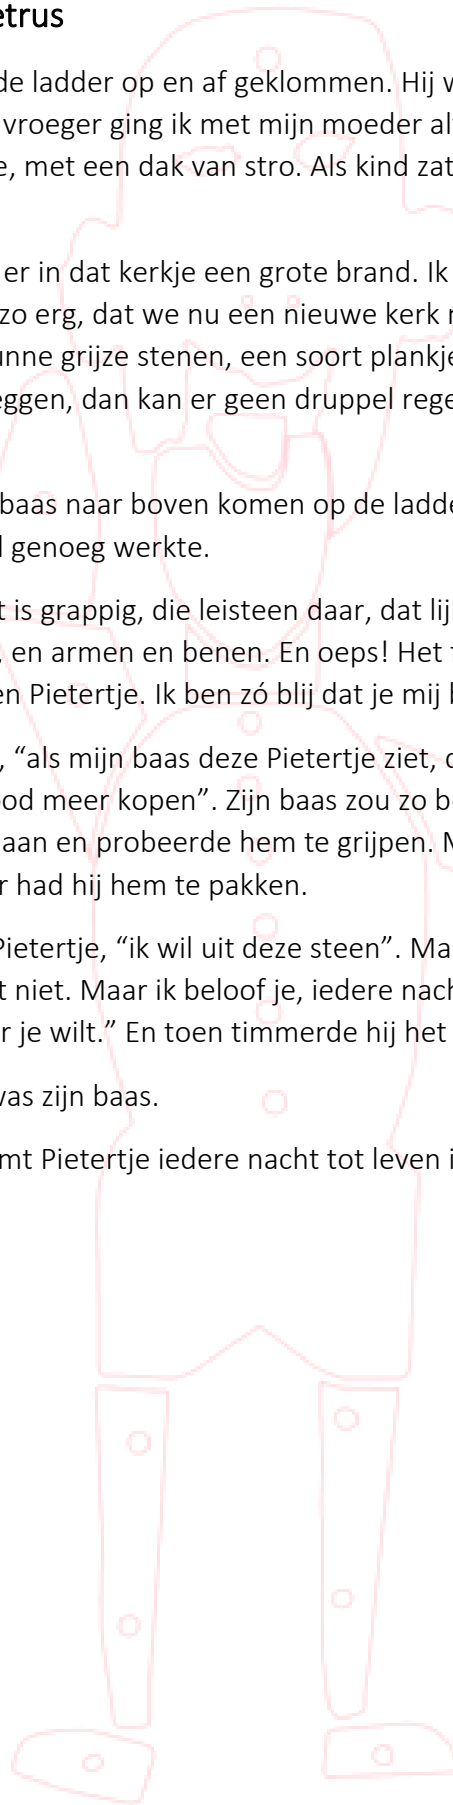 etrus
de ladder op en af geklommen. Hij v
vroeger ging ik met mijn moeder al
e, met een dak van stro. Als kind zat
er in dat kerkje een grote brand. Ik
zo erg, dat we nu een nieuwe kerk
unne grijze stenen, een soort plankje
eggen, dan kan er geen druppel rege
baas naar boven komen op de ladde
l genoeg werkte.
t is grappig, die leisteen daar, dat lij
, en armen en benen. En oeps! Het
en Pietertje. Ik ben zó blij dat je mij
, “als mijn baas deze Pietertje ziet,
ood meer kopen”. Zijn baas zou zo b
aan en probeerde hem te grijpen. M
r had hij hem te pakken.
Pietertje, “ik wil uit deze steen”. Ma
t niet. Maar ik beloof je, iedere nach
r je wilt.” En toen timmerde hij het
was zijn baas.
mt Pietertje iedere nacht tot leven i